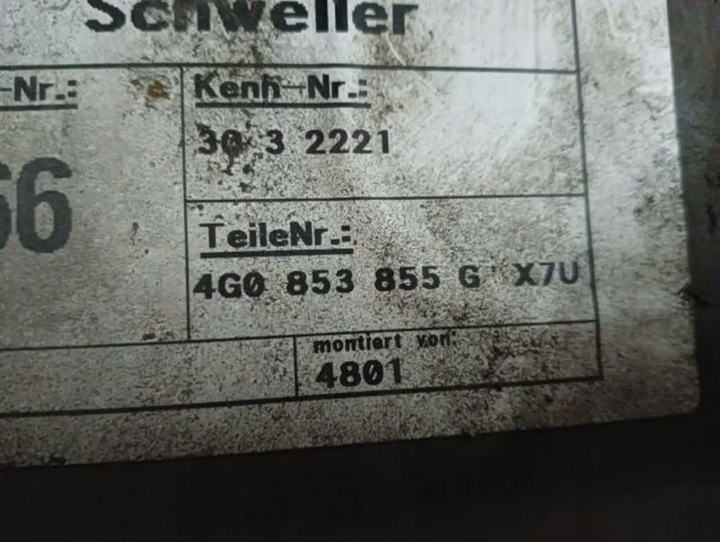 Schweller
-Nr.:
Kenn-Nr.:
30 3 2221
66
TeileNr.:
4G0 853 855 G X7U
montiert von:
4801